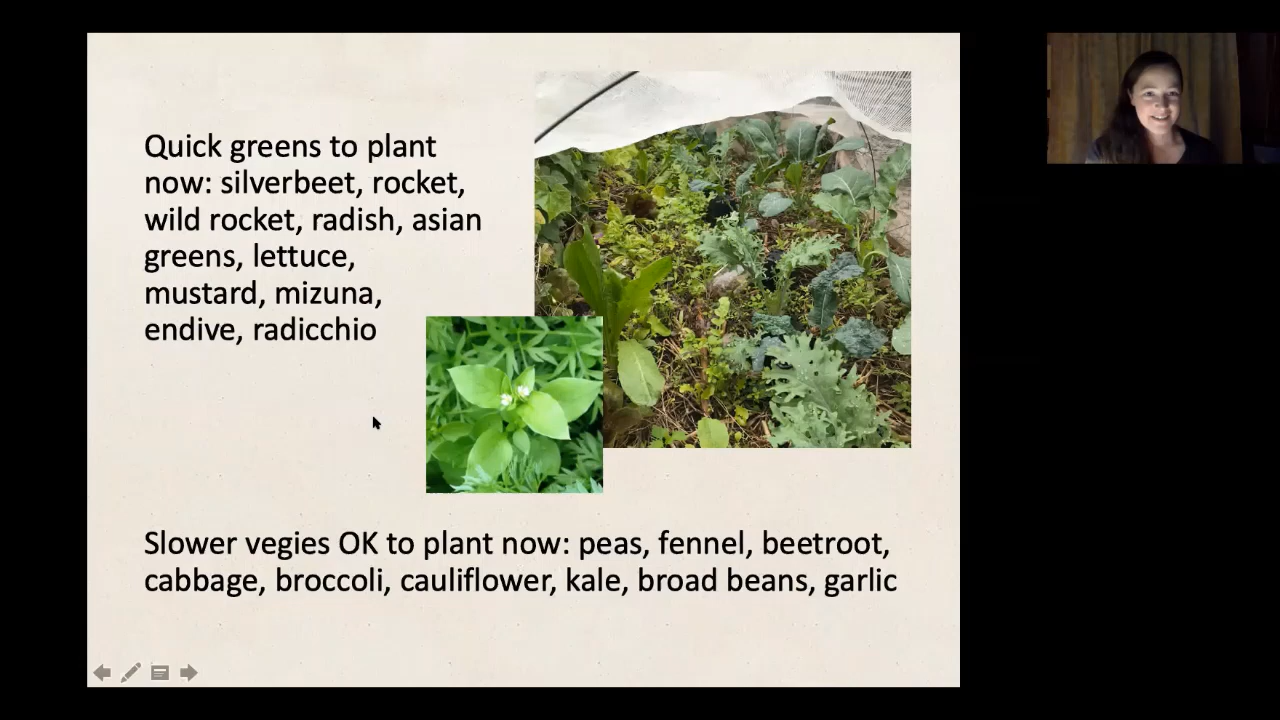 Quick greens to plant
now: silverbeet, rocket,
wild rocket, radish, asian
greens, lettuce,
mustard, mizuna,
endive, radicchio
Slower vegies OK to plant now: peas, fennel, beetroot,
cabbage, broccoli, cauliflower, kale, broad beans, garlic